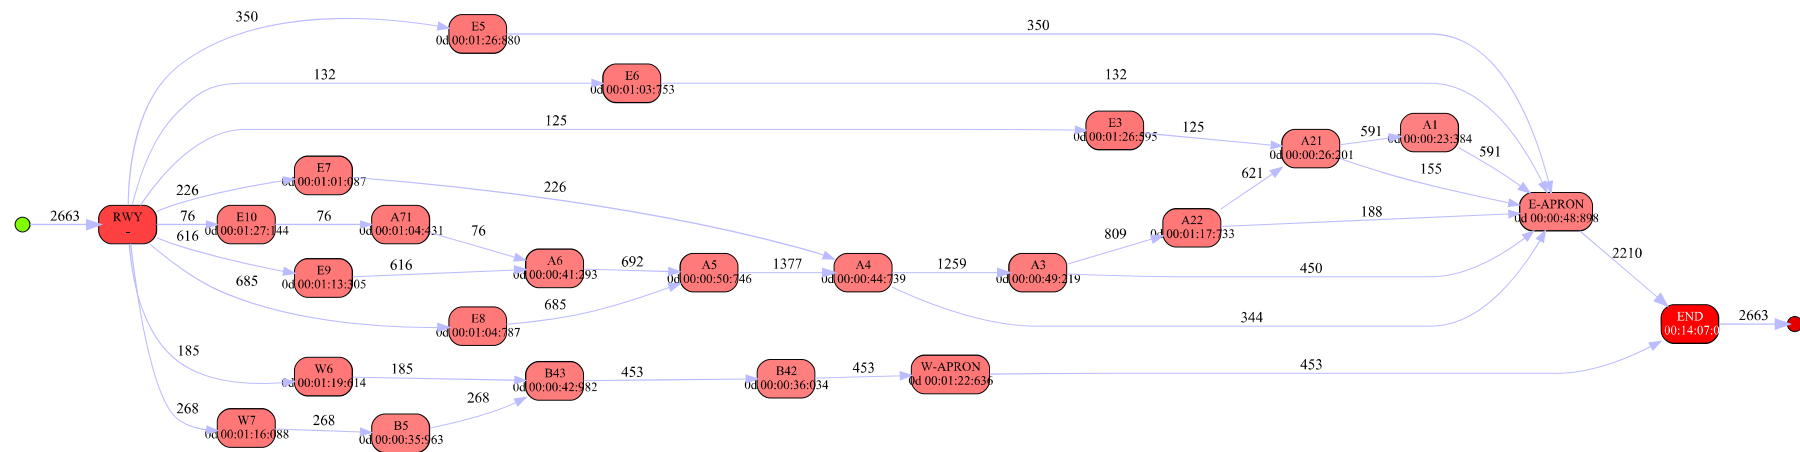 350
E5
0d 00:01:26:880
350
132
E6
0d 00:01:03:753
132
125
E3
0d 00:01:26:595
125
A21
0d 00:00:26:201
591
A1
0d 00:00:23:384
591
155
E7
0d 00:01:01:087
226
226
621
2663
RWY
-
76
E10
0d 00:01:27:144
76
A71
0d 00:01:04:431
76
A22
0d 00:01:17:733
188
E-APRON
0d 00:00:48:898
616
E9
0d 00:01:13:305
616
A6
0d 00:00:41:293
692
A5
0d 00:00:50:746
1377
A4
0d 00:00:44:739
1259
A3
0d 00:00:49:219
809
450
2210
685
E8
0d 00:01:04:787
685
344
END
00:14:07:0
2663
185
W6
0d 00:01:19:614
185
B43
0d 00:00:42:982
453
B42
0d 00:00:36:034
453
W-APRON
0d 00:01:22:636
453
268
W7
0d 00:01:16:088
268
B5
0d 00:00:35:963
268